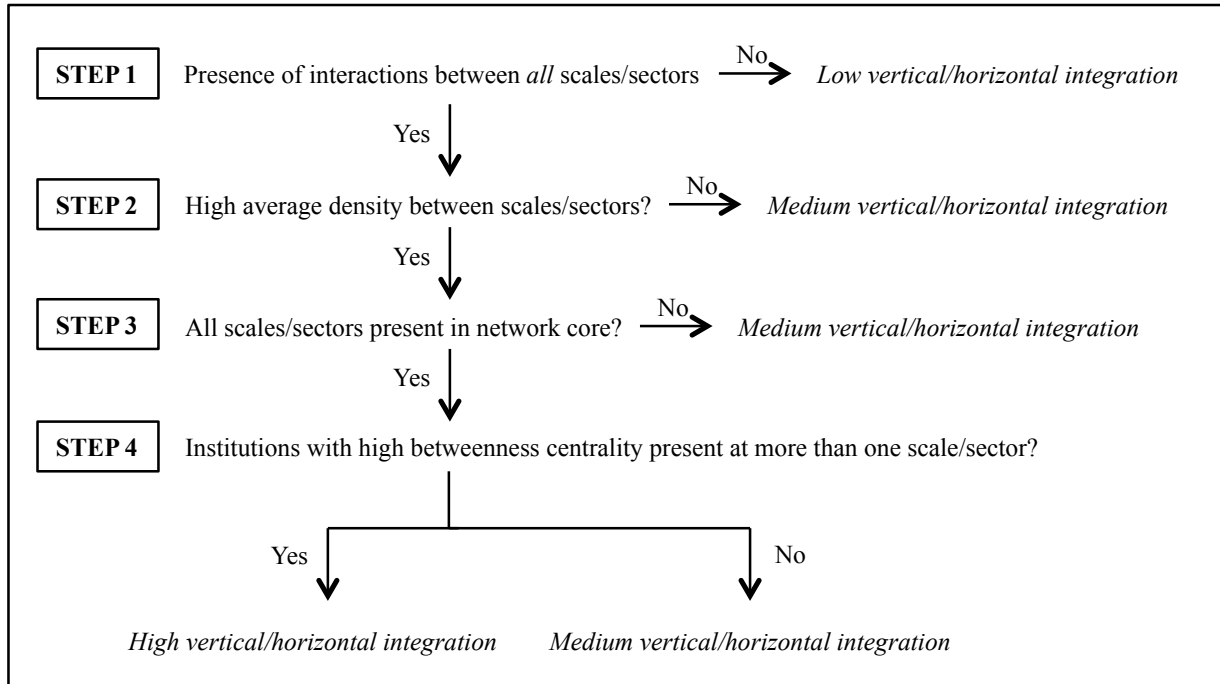 STEP 1 Presence of interactions between all scales/sectors No Low vertical/horizontal integration
Yes
STEP 2 High average density between scales/sectors? No Medium vertical/horizontal integration
Yes
STEP 3 All scales/sectors present in network core? No Medium vertical/horizontal integration
Yes
STEP 4 Institutions with high betweenness centrality present at more than one scale/sector?
Yes No
High vertical/horizontal integration Medium vertical/horizontal integration